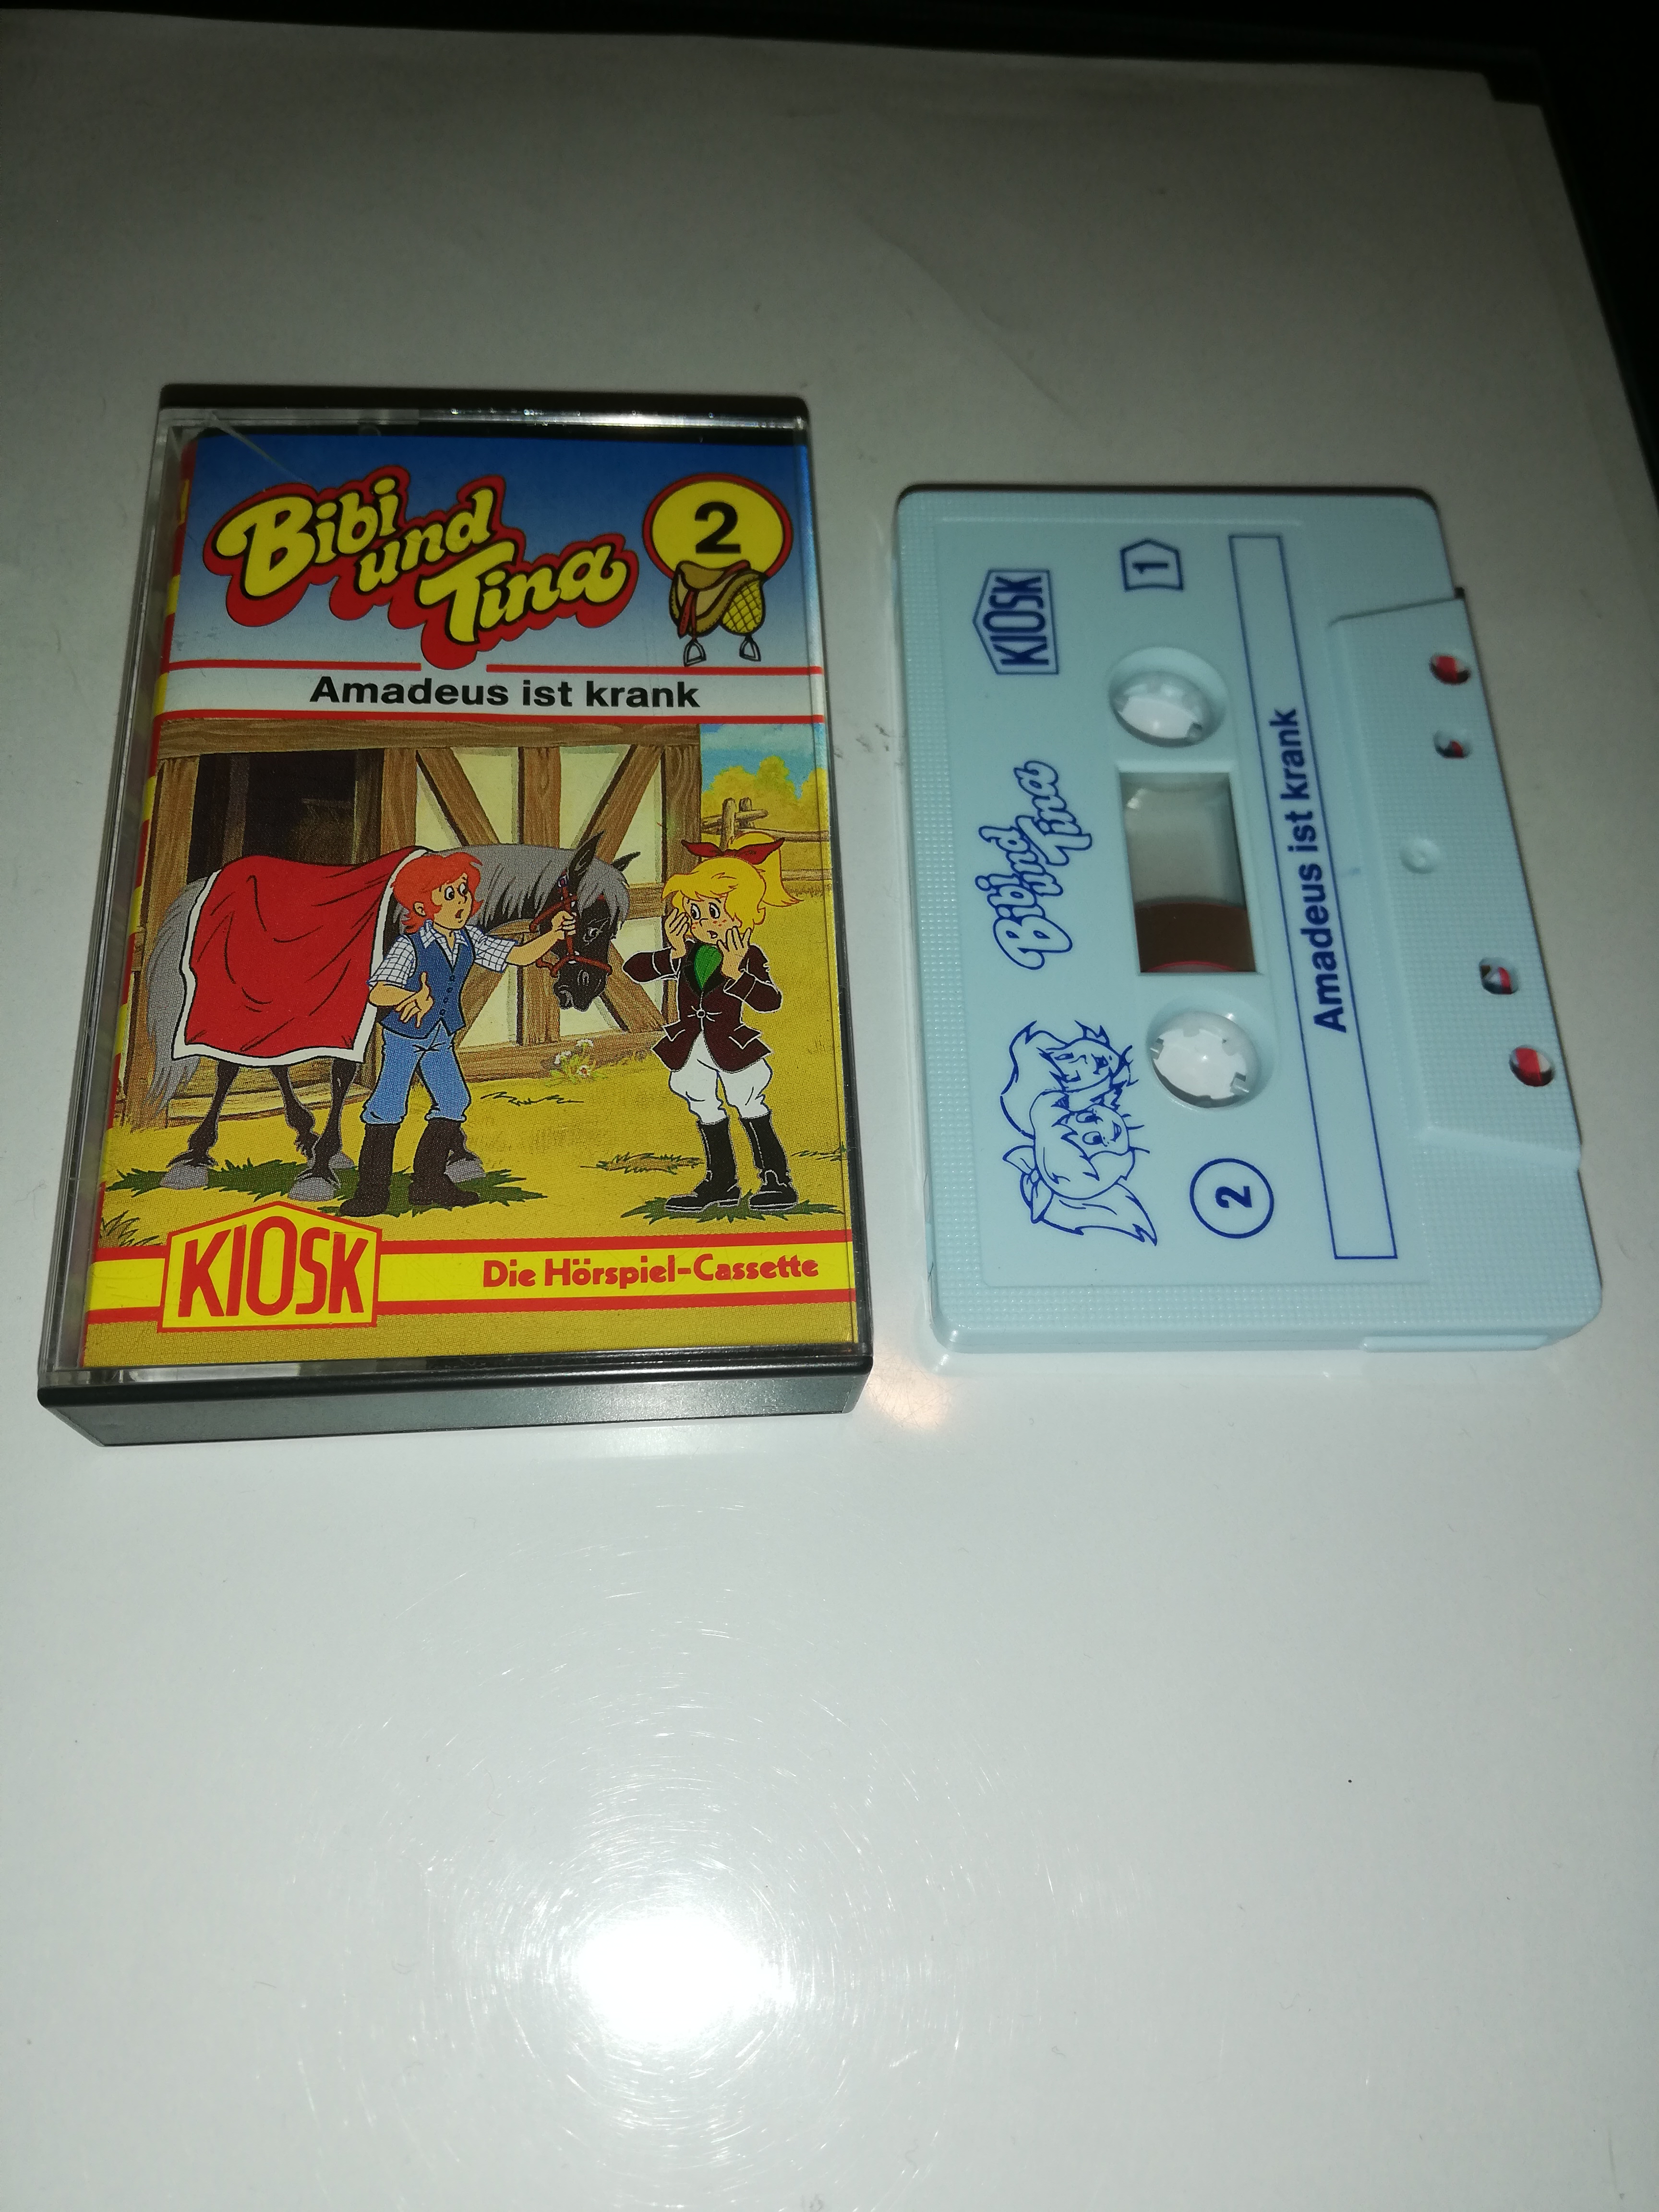 Bibi
und
Tina
2
Amadeus ist krank
KIOSK
Die Hörspiel-Cassette
KIOSK
1
Bibi
und
Tina
2
Amadeus ist krank